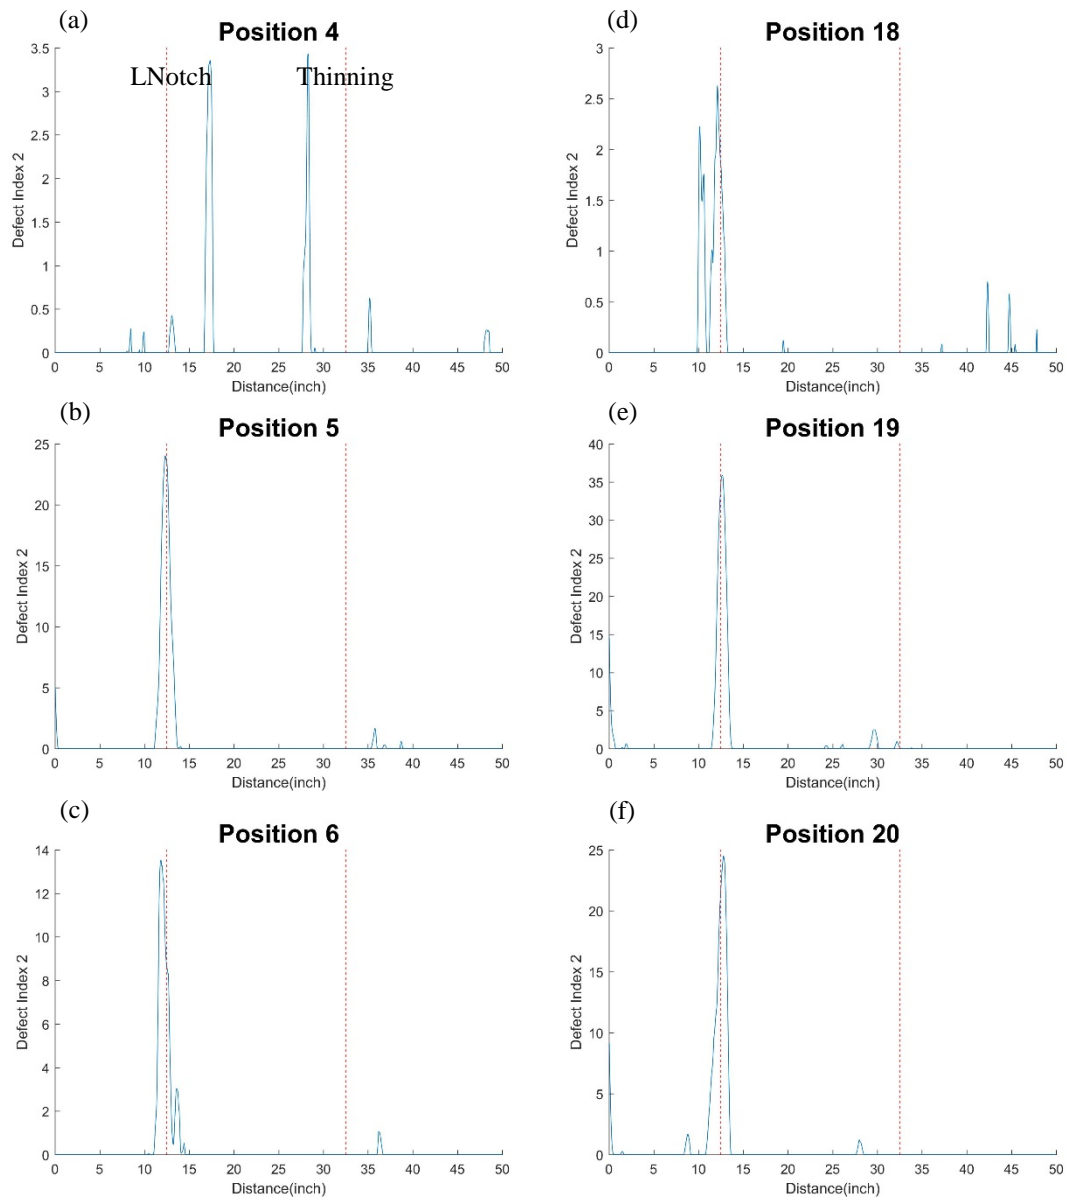 (a)
Position 4
LNotch Thinning
Defect Index 2
3.5
3
2.5
2
1.5
1
0.5
0
0 5 10 15 20 25 30 35 40 45 50
Distance(inch)
(d)
Position 18
Defect Index 2
3
2.5
2
1.5
1
0.5
0
0 5 10 15 20 25 30 35 40 45 50
Distance(inch)
(b)
Position 5
Defect Index 2
25
20
15
10
5
0
0 5 10 15 20 25 30 35 40 45 50
Distance(inch)
(e)
Position 19
Defect Index 2
40
35
30
25
20
15
10
5
0
0 5 10 15 20 25 30 35 40 45 50
Distance(inch)
(c)
Position 6
Defect Index 2
14
12
10
8
6
4
2
0
0 5 10 15 20 25 30 35 40 45 50
Distance(inch)
(f)
Position 20
Defect Index 2
25
20
15
10
5
0
0 5 10 15 20 25 30 35 40 45 50
Distance(inch)